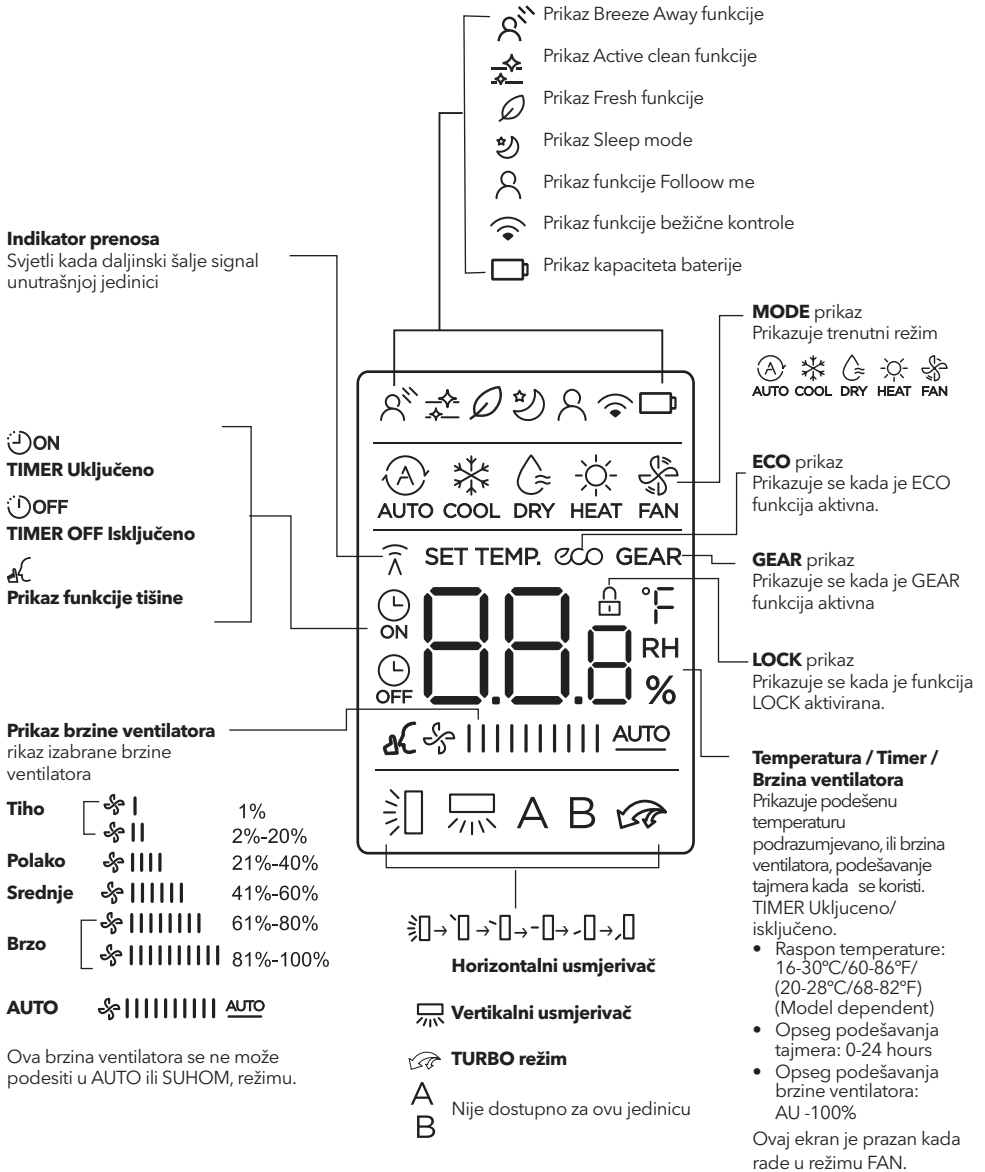 Prikaz Breeze Away funkcije
Prikaz Active clean funkcije
Prikaz Fresh funkcije
Prikaz Sleep mode
Prikaz funkcije Folloow me
Prikaz funkcije bežične kontrole
Prikaz kapaciteta baterije
Indikator prenosa
Svjetli kada daljinski šalje signal
unutrašnjoj jedinici
ON
TIMER Uključeno
OFF
TIMER OFF Isključeno
Prikaz funkcije tišine
Prikaz brzine ventilatora
rikaz izabrane brzine
ventilatora
Tiho 1%
2%-20%
Polako 21%-40%
Srednje 41%-60%
Brzo 61%-80%
81%-100%
AUTO AUTO
Ova brzina ventilatora se ne može
podesiti u AUTO ili SUHOM, režimu.
A
AUTO COOL DRY HEAT FAN
SET TEMP. eco GEAR
ON
OFF
88.8
°F
RH
%
AUTO
A B
Horizontalni usmjerivač
Vertikalni usmjerivač
TURBO režim
A
B
Nije dostupno za ovu jedinicu
MODE prikaz
Prikazuje trenutni režim
A
AUTO COOL DRY HEAT FAN
ECO prikaz
Prikazuje se kada je ECO
funkcija aktivna.
GEAR prikaz
Prikazuje se kada je GEAR
funkcija aktivna
LOCK prikaz
Prikazuje se kada je funkcija
LOCK aktivirana.
Temperatura / Timer /
Brzina ventilatora
Prikazuje podešenu
temperaturu
podrazumjevano, ili brzina
ventilatora, podešavanje
tajmera kada se koristi.
TIMER Ukljuceno/
isključeno.
• Raspon temperature:
16-30°C/60-86°F/
(20-28°C/68-82°F)
(Model dependent)
• Opseg podešavanja
tajmera: 0-24 hours
• Opseg podešavanja
brzine ventilatora:
AU -100%
Ovaj ekran je prazan kada
rade u režimu FAN.